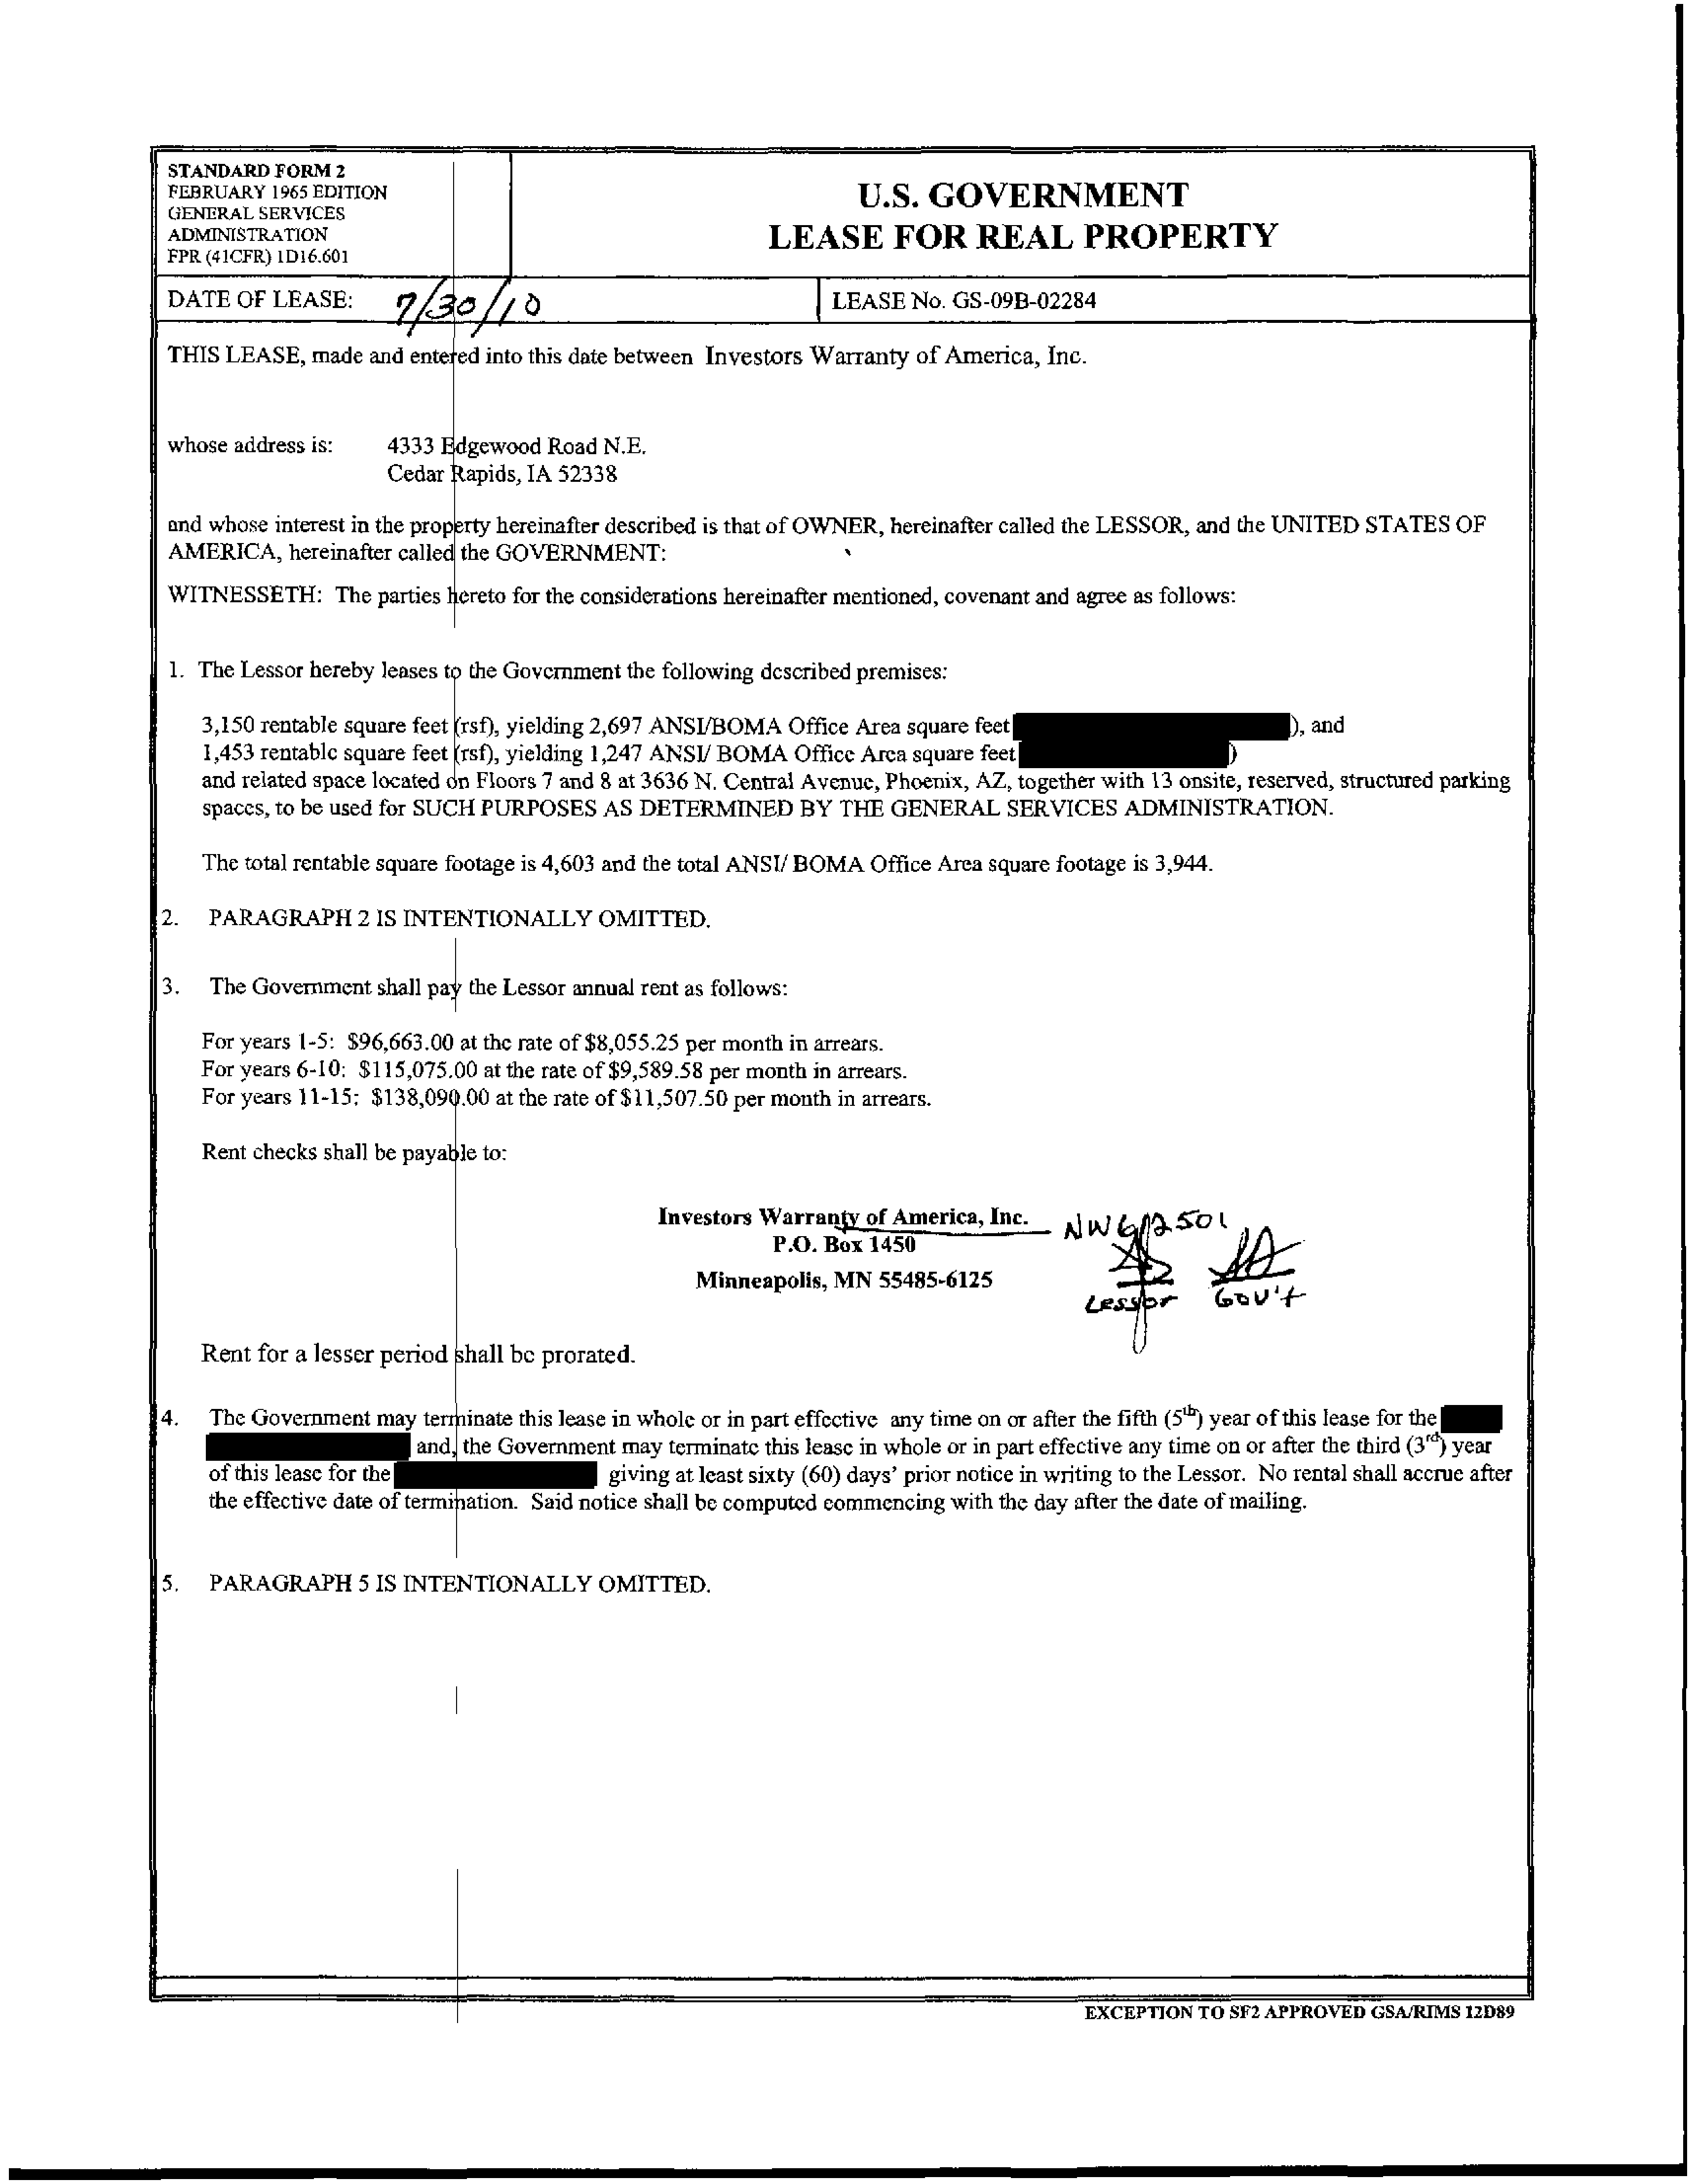 STANDARD FORM 2
FEBRUARY 1965 EDITION
GENERAL SERVICES
ADMINISTRATION
FPR (41CFR) 1D16.601
U.S. GOVERNMENT
LEASE FOR REAL PROPERTY
DATE OF LEASE: 7/30/10
LEASE No. GS-09B-02284
THIS LEASE, made and entered into this date between Investors Warranty of America, Inc.
whose address is: 4333 Edgewood Road N.E.
Cedar Rapids, IA 52338
and whose interest in the property hereinafter described is that of OWNER, hereinafter called the LESSOR, and the UNITED STATES OF
AMERICA, hereinafter called the GOVERNMENT:
WITNESSETH: The parties hereto for the considerations hereinafter mentioned, covenant and agree as follows:
1. The Lessor hereby leases to the Government the following described premises:
3,150 rentable square feet (rsf), yielding 2,697 ANSI/BOMA Office Area square feet ), and
1,453 rentable square feet (rsf), yielding 1,247 ANSI/ BOMA Office Area square feet )
and related space located on Floors 7 and 8 at 3636 N. Central Avenue, Phoenix, AZ, together with 13 onsite, reserved, structured parking
spaces, to be used for SUCH PURPOSES AS DETERMINED BY THE GENERAL SERVICES ADMINISTRATION.
The total rentable square footage is 4,603 and the total ANSI/ BOMA Office Area square footage is 3,944.
2. PARAGRAPH 2 IS INTENTIONALLY OMITTED.
3. The Government shall pay the Lessor annual rent as follows:
For years 1-5: $96,663.00 at the rate of $8,055.25 per month in arrears.
For years 6-10: $115,075.00 at the rate of $9,589.58 per month in arrears.
For years 11-15: $138,090.00 at the rate of $11,507.50 per month in arrears.
Rent checks shall be payable to:
Investors Warranty of America, Inc.
P.O. Box 1450
Minneapolis, MN 55485-6125
Lessor Gov't
Rent for a lesser period shall be prorated.
4. The Government may terminate this lease in whole or in part effective any time on or after the fifth (5th) year of this lease for the
and, the Government may terminate this lease in whole or in part effective any time on or after the third (3rd) year
of this lease for the giving at least sixty (60) days' prior notice in writing to the Lessor. No rental shall accrue after
the effective date of termination. Said notice shall be computed commencing with the day after the date of mailing.
5. PARAGRAPH 5 IS INTENTIONALLY OMITTED.
EXCEPTION TO SF2 APPROVED GSA/RIMS 12D89